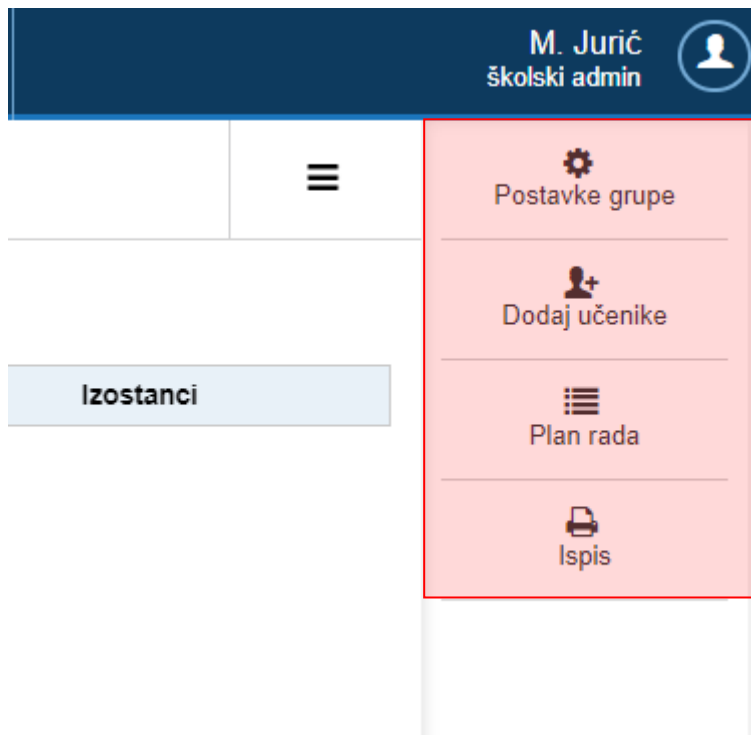 M. Jurić
školski admin
Postavke grupe
Dodaj učenike
Izostanci
Plan rada
Ispis